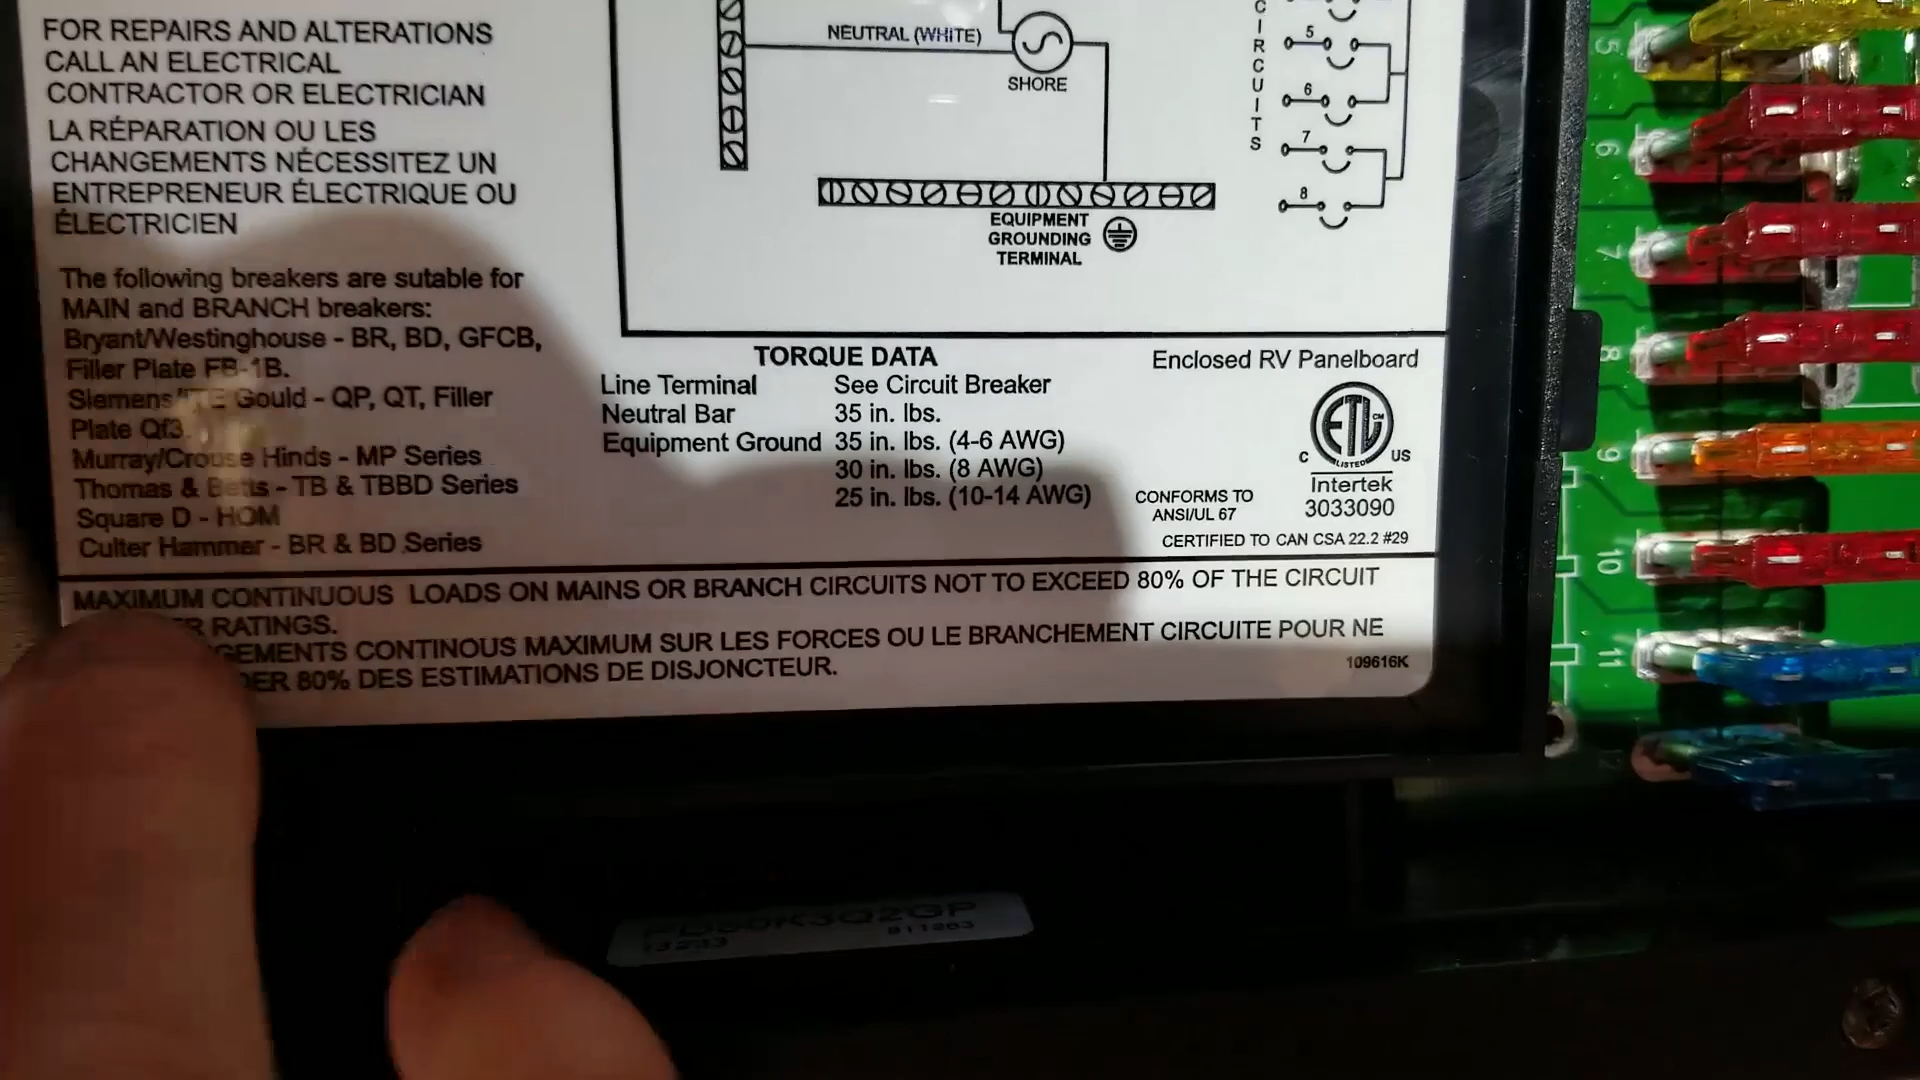 FOR REPAIRS AND ALTERATIONS
CALL AN ELECTRICAL
CONTRACTOR OR ELECTRICIAN
LA RÉPARATION OU LES
CHANGEMENTS NÉCESSITEZ UN
ENTREPRENEUR ÉLECTRIQUE OU
ÉLECTRICIEN
The following breakers are sutable for
MAIN and BRANCH breakers:
Bryant/Westinghouse - BR, BD, GFCB,
Filler Plate FB-1B.
Siemens/ITE Gould - QP, QT, Filler
Plate Qf3.
Murray/Crouse Hinds - MP Series
Thomas & Betts - TB & TBBD Series
Square D - HOM
Culter Hammer - BR & BD Series
NEUTRAL (WHITE)
SHORE
EQUIPMENT
GROUNDING
TERMINAL
CIRCUITS
5
6
7
8
TORQUE DATA
Line Terminal See Circuit Breaker
Neutral Bar 35 in. lbs.
Equipment Ground 35 in. lbs. (4-6 AWG)
30 in. lbs. (8 AWG)
25 in. lbs. (10-14 AWG)
Enclosed RV Panelboard
ETL CM
LISTED
C US
Intertek
3033090
CONFORMS TO
ANSI/UL 67
CERTIFIED TO CAN CSA 22.2 #29
MAXIMUM CONTINUOUS LOADS ON MAINS OR BRANCH CIRCUITS NOT TO EXCEED 80% OF THE CIRCUIT
RATINGS.
CONTINOUS MAXIMUM SUR LES FORCES OU LE BRANCHEMENT CIRCUITE POUR NE
80% DES ESTIMATIONS DE DISJONCTEUR.
109616K
5
6
7
8
9
10
11